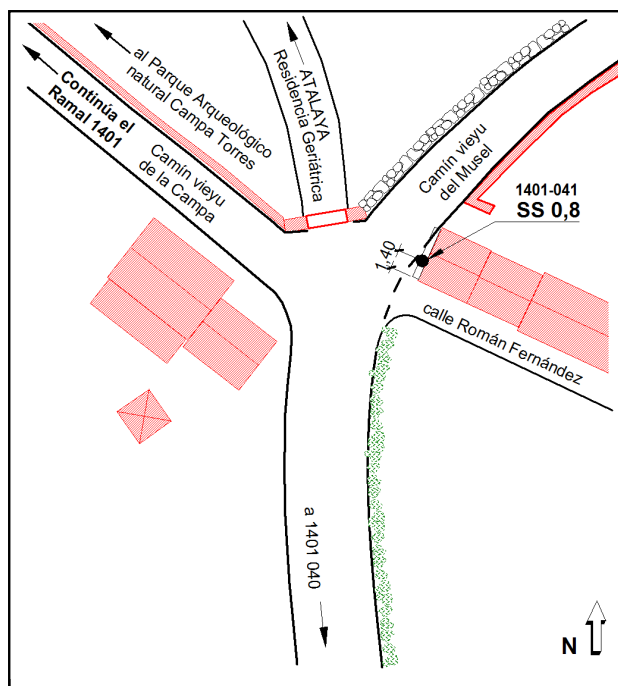 al Parque Arqueológico
natural Campa Torres
Continúa el
Ramal 1401
Camín vieyu
de la Campa
ATALAYA
Residencia Geriátrica
Camín vieyu
del Musel
1401-041
SS 0,8
1,40
calle Román Fernández
a 1401 040
N